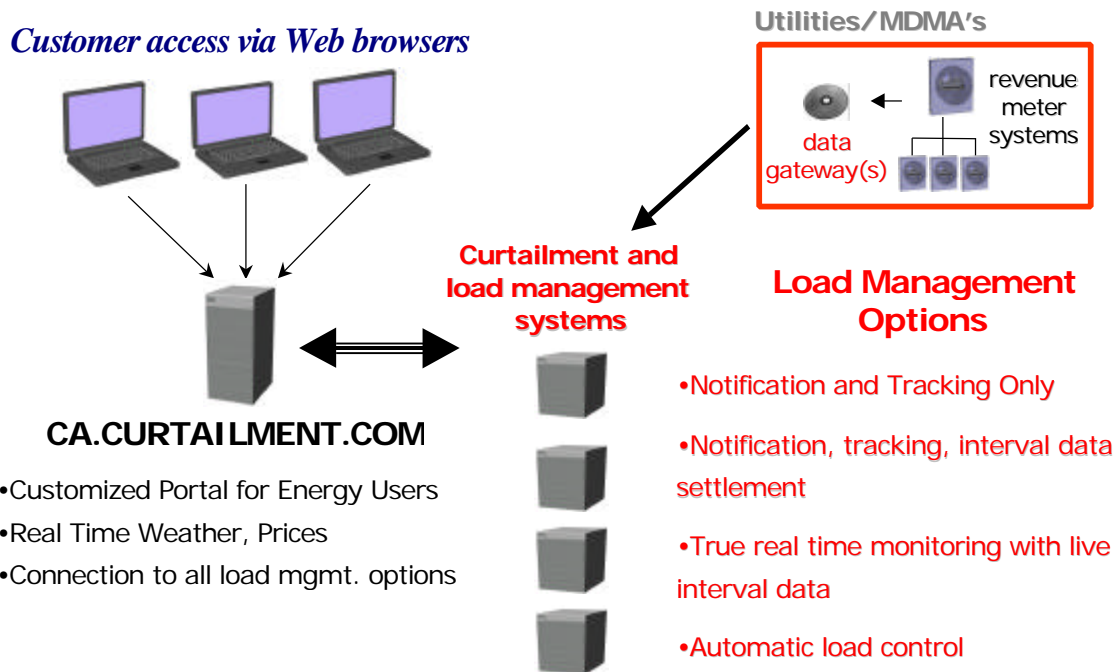 Customer access via Web browsers
Utilities/MDMA's
revenue
meter
systems
data
gateway(s)
Curtailment and
load management
systems
CA.CURTAILMENT.COM
•Customized Portal for Energy Users
•Real Time Weather, Prices
•Connection to all load mgmt. options
Load Management
Options
•Notification and Tracking Only
•Notification, tracking, interval data
settlement
•True real time monitoring with live
interval data
•Automatic load control